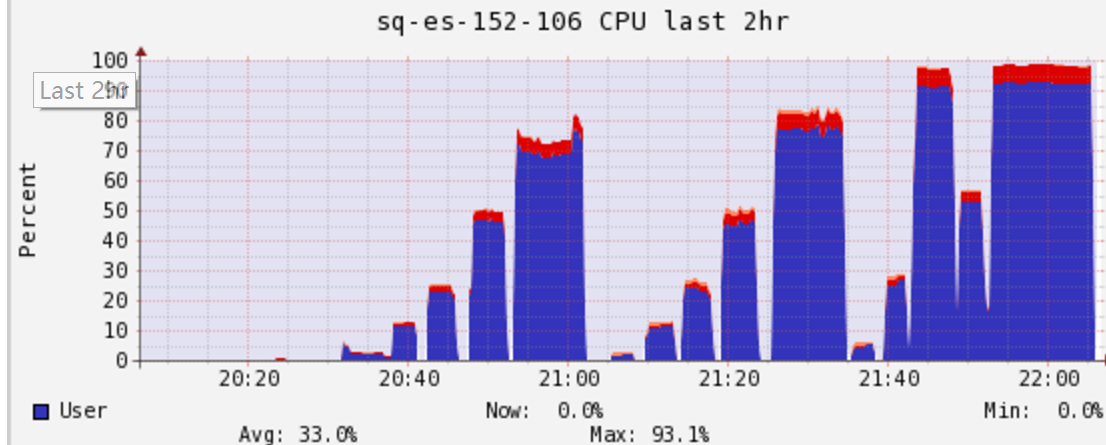 sq-es-152-106 CPU last 2hr
100
90
Last 2hr
80
70
60
50
40
30
20
10
0
Percent
20:20 20:40 21:00 21:20 21:40 22:00
User Now: 0.0% Min: 0.0%
Avg: 33.0% Max: 93.1%